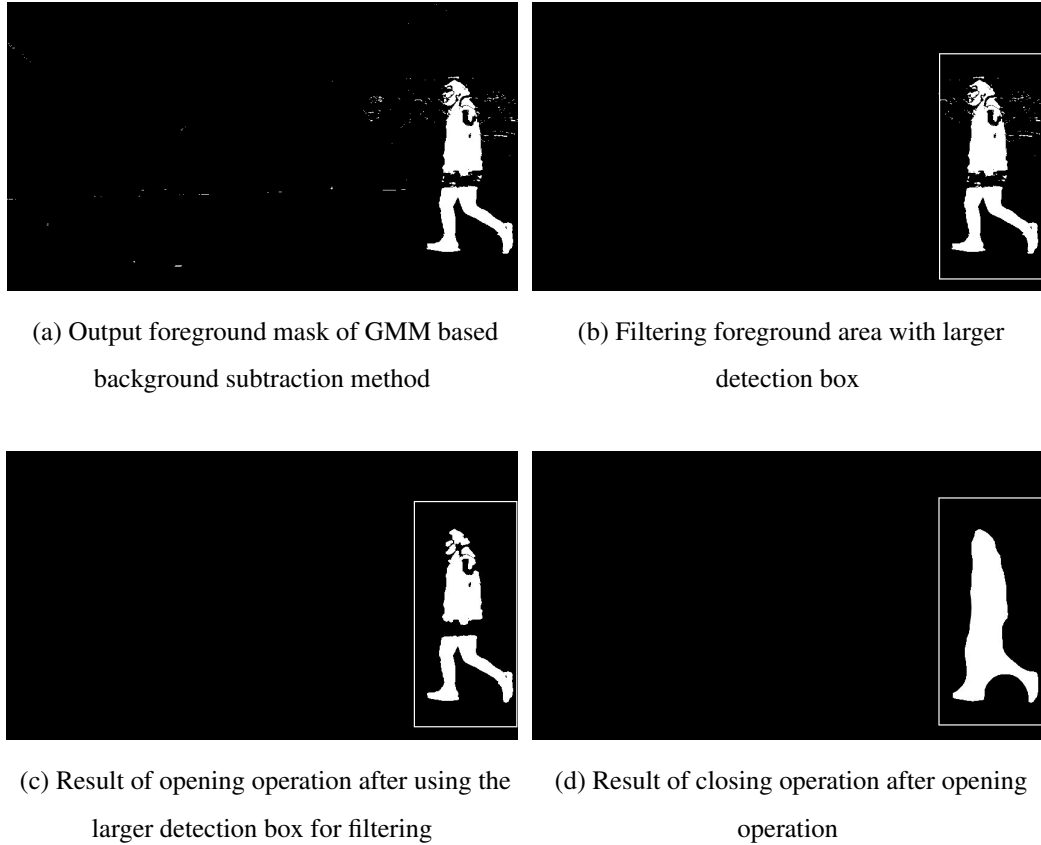 (a) Output foreground mask of GMM based
background subtraction method
(b) Filtering foreground area with larger
detection box
(c) Result of opening operation after using the
larger detection box for filtering
(d) Result of closing operation after opening
operation